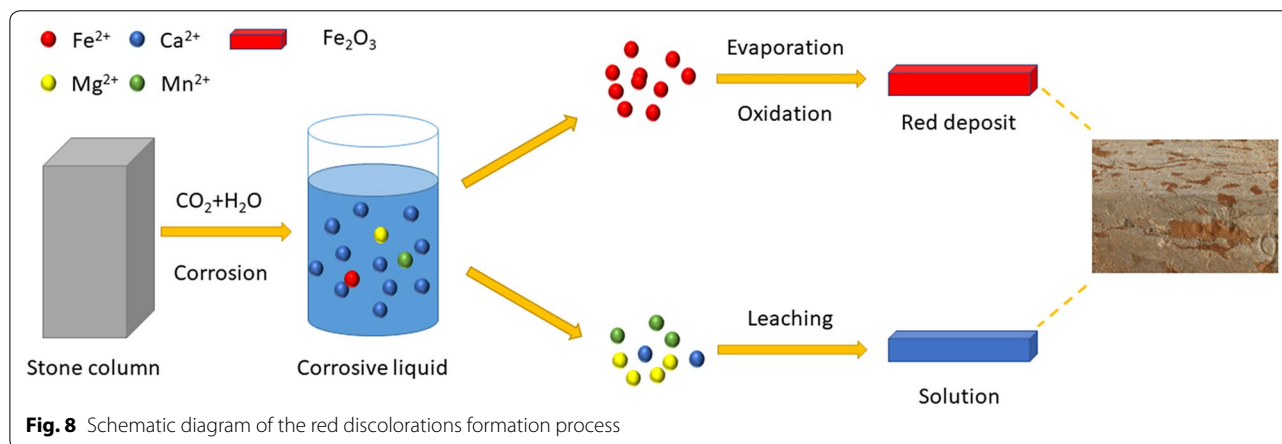 Fe²⁺ Ca²⁺ Fe₂O₃
Mg²⁺ Mn²⁺
Evaporation
Oxidation
Red deposit
CO₂+H₂O
Corrosion
Stone column
Corrosive liquid
Leaching
Solution
Fig. 8 Schematic diagram of the red discolorations formation process